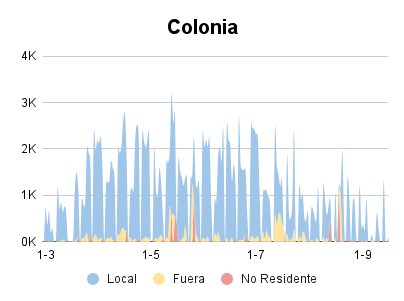 Colonia
4K
3K
2K
1K
0K
1-3 1-5 1-7 1-9
Local Fuera No Residente